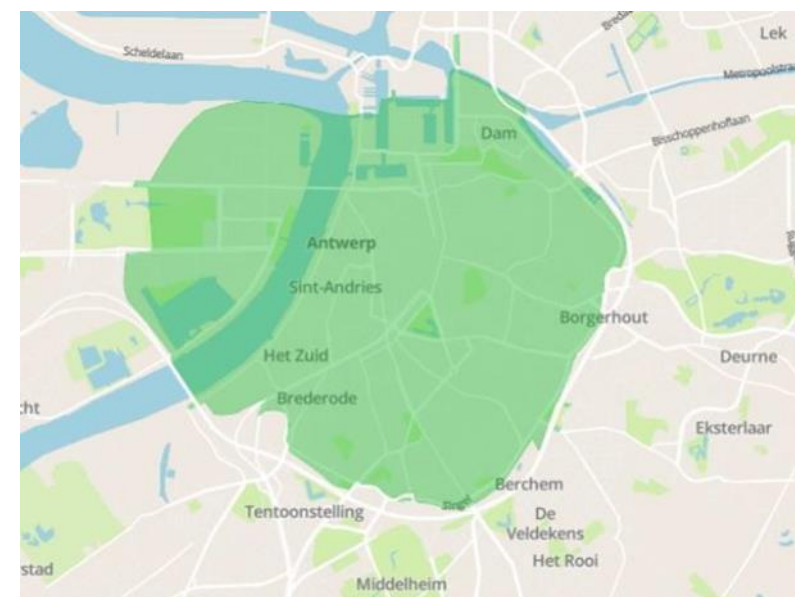 Lek
Scheldelaan
Metropoolstraa
Dam
Bisschoppenhoflaan
Antwerp
Sint-Andries
Borgerhout
Het Zuid
Deurne
Brederode
cht
Eksterlaar
Berchem
Singel
Tentoonstelling
De
Veldekens
Het Rooi
stad
Middelheim